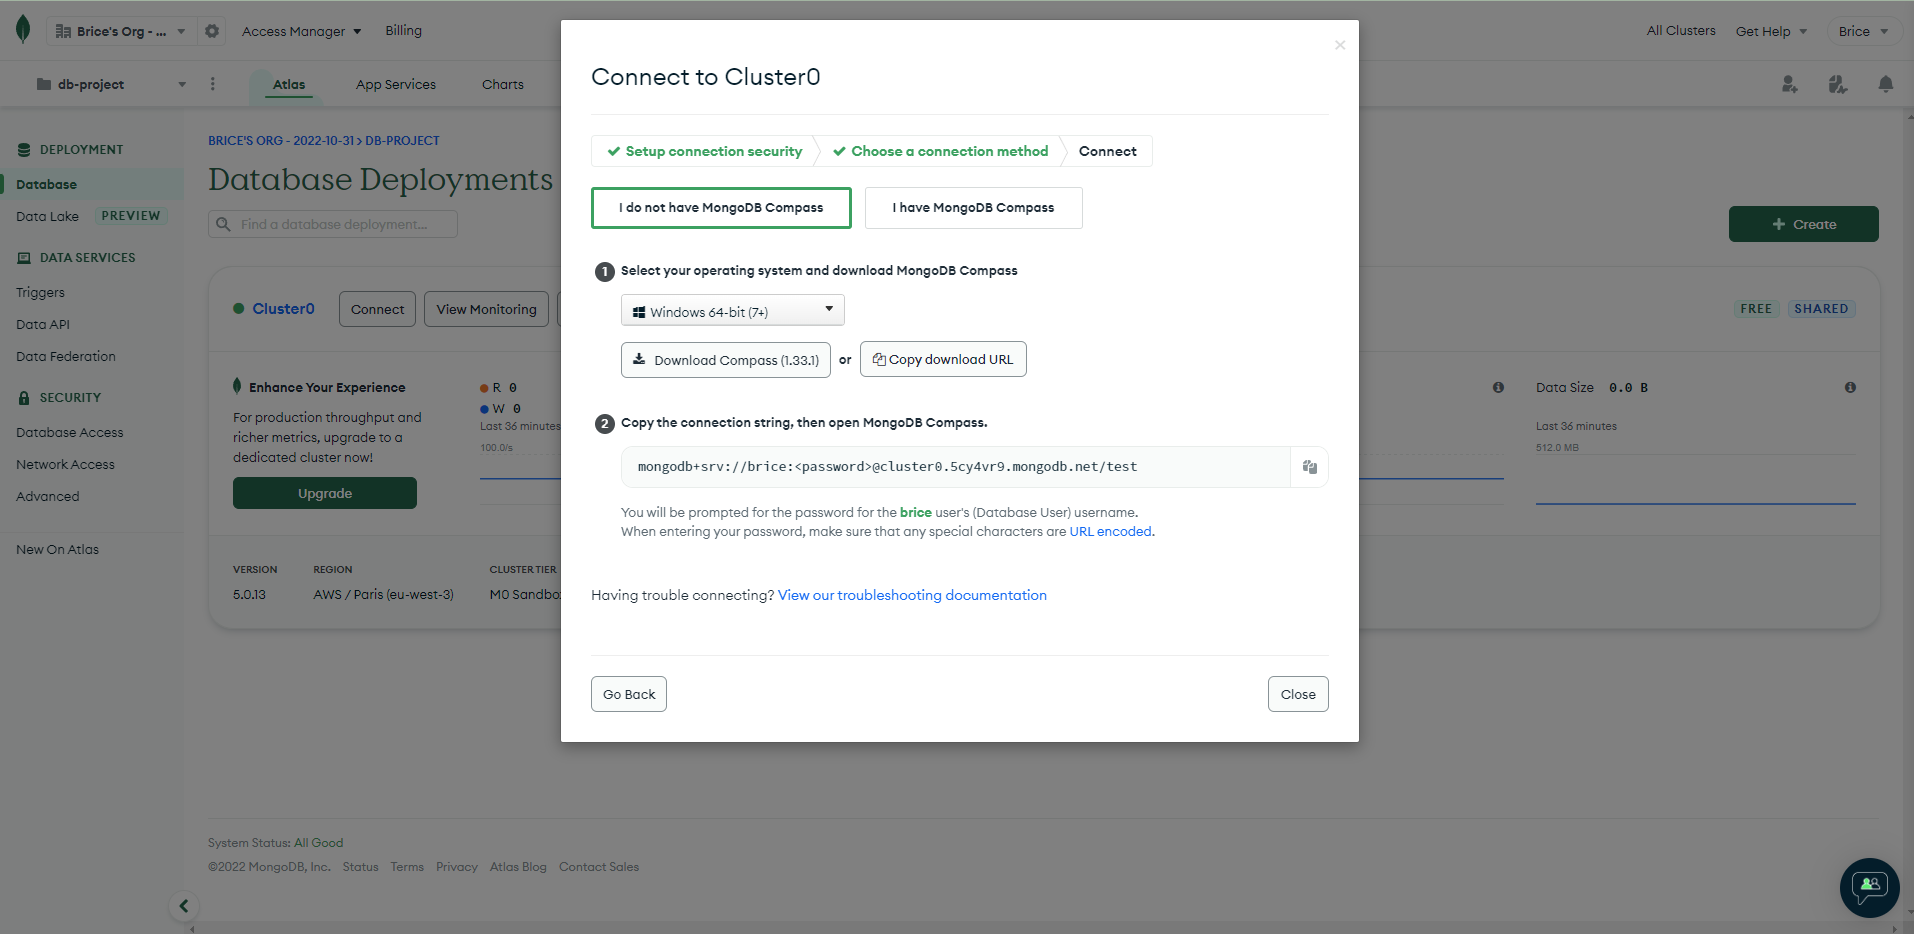 Brice's Org - ...
Access Manager
Billing
All Clusters
Get Help
Brice
db-project
Atlas
App Services
Charts
DEPLOYMENT
Database
Data Lake PREVIEW
DATA SERVICES
Triggers
Data API
Data Federation
SECURITY
Database Access
Network Access
Advanced
New On Atlas
BRICE'S ORG - 2022-10-31 > DB-PROJECT
Database Deployments
Find a database deployment...
+ Create
Cluster0
Connect
View Monitoring
FREE
SHARED
Enhance Your Experience
For production throughput and
richer metrics, upgrade to a
dedicated cluster now!
Upgrade
R 0
W 0
Last 36 minutes
100.0/s
Data Size 0.0 B
Last 36 minutes
512.0 MB
VERSION
5.0.13
REGION
AWS / Paris (eu-west-3)
CLUSTER TIER
M0 Sandbo
Connect to Cluster0
Setup connection security
Choose a connection method
Connect
I do not have MongoDB Compass
I have MongoDB Compass
1 Select your operating system and download MongoDB Compass
Windows 64-bit (7+)
Download Compass (1.33.1) or Copy download URL
2 Copy the connection string, then open MongoDB Compass.
mongodb+srv://brice:<password>@cluster0.5cy4vr9.mongodb.net/test
You will be prompted for the password for the brice user's (Database User) username.
When entering your password, make sure that any special characters are URL encoded.
Having trouble connecting? View our troubleshooting documentation
Go Back
Close
System Status: All Good
©2022 MongoDB, Inc. Status Terms Privacy Atlas Blog Contact Sales